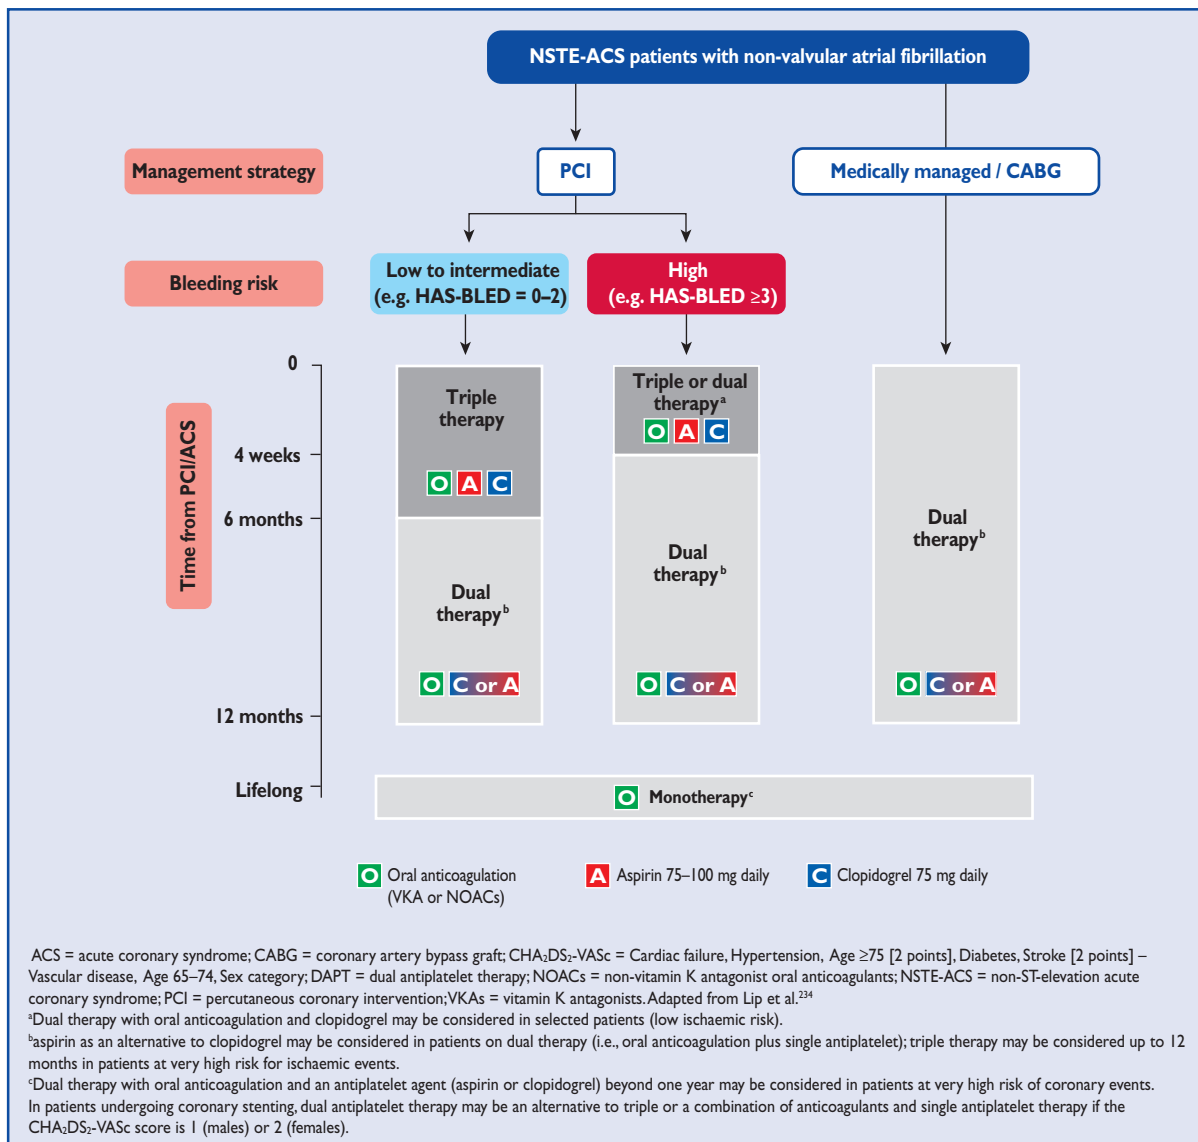 NSTE-ACS patients with non-valvular atrial fibrillation
Management strategy
PCI
Medically managed / CABG
Bleeding risk
Low to intermediate
(e.g. HAS-BLED = 0–2)
High
(e.g. HAS-BLED ≥3)
Time from PCI/ACS
0
4 weeks
6 months
12 months
Lifelong
Triple
therapy
O A C
Dual
therapyᵇ
O C or A
Triple or dual
therapyᵃ
O A C
Dual
therapyᵇ
O C or A
Dual
therapyᵇ
O C or A
O Monotherapyᶜ
O Oral anticoagulation
(VKA or NOACs)
A Aspirin 75–100 mg daily
C Clopidogrel 75 mg daily
ACS = acute coronary syndrome; CABG = coronary artery bypass graft; CHA₂DS₂-VASc = Cardiac failure, Hypertension, Age ≥75 [2 points], Diabetes, Stroke [2 points] –
Vascular disease, Age 65–74, Sex category; DAPT = dual antiplatelet therapy; NOACs = non-vitamin K antagonist oral anticoagulants; NSTE-ACS = non-ST-elevation acute
coronary syndrome; PCI = percutaneous coronary intervention; VKAs = vitamin K antagonists. Adapted from Lip et al.²³⁴
ᵃDual therapy with oral anticoagulation and clopidogrel may be considered in selected patients (low ischaemic risk).
ᵇaspirin as an alternative to clopidogrel may be considered in patients on dual therapy (i.e., oral anticoagulation plus single antiplatelet); triple therapy may be considered up to 12
months in patients at very high risk for ischaemic events.
ᶜDual therapy with oral anticoagulation and an antiplatelet agent (aspirin or clopidogrel) beyond one year may be considered in patients at very high risk of coronary events.
In patients undergoing coronary stenting, dual antiplatelet therapy may be an alternative to triple or a combination of anticoagulants and single antiplatelet therapy if the
CHA₂DS₂-VASc score is 1 (males) or 2 (females).